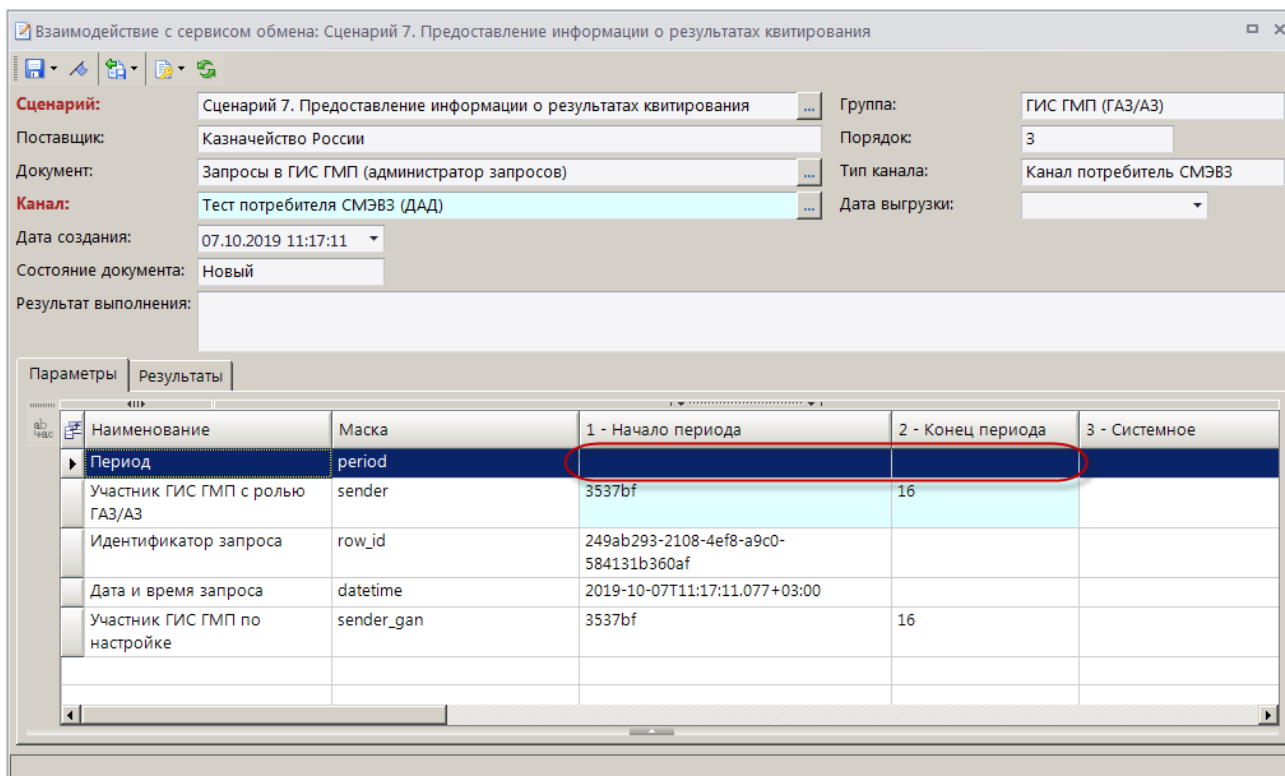 Взаимодействие с сервисом обмена: Сценарий 7. Предоставление информации о результатах квитирования
Сценарий: Сценарий 7. Предоставление информации о результатах квитирования ... Группа: ГИС ГМП (ГАЗ/АЗ)
Поставщик: Казначейство России Порядок: 3
Документ: Запросы в ГИС ГМП (администратор запросов) ... Тип канала: Канал потребитель СМЭВ3
Канал: Тест потребителя СМЭВ3 (ДАД) ... Дата выгрузки:
Дата создания: 07.10.2019 11:17:11
Состояние документа: Новый
Результат выполнения:
Параметры Результаты
Наименование Маска 1 - Начало периода 2 - Конец периода 3 - Системное
Период period
Участник ГИС ГМП с ролью sender 3537bf 16
ГАЗ/АЗ
Идентификатор запроса row_id 249ab293-2108-4ef8-a9c0-
584131b360af
Дата и время запроса datetime 2019-10-07T11:17:11.077+03:00
Участник ГИС ГМП по sender_gan 3537bf 16
настройке